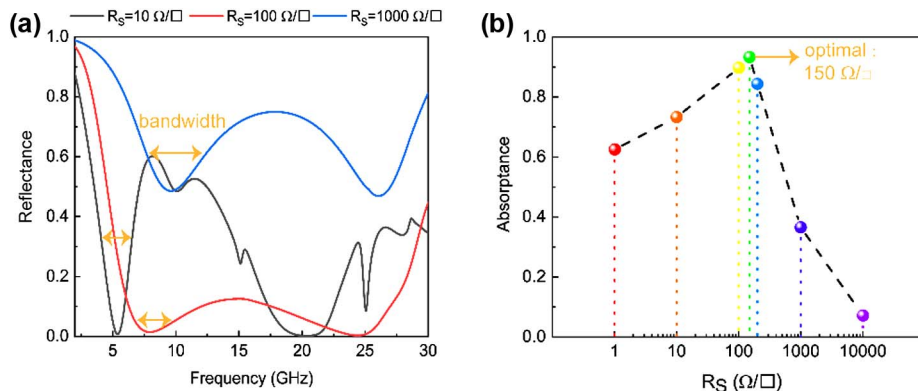 (a)
R_S=10 Ω/□ R_S=100 Ω/□ R_S=1000 Ω/□
1.0
0.8
0.6
0.4
0.2
0.0
Reflectance
bandwidth
5 10 15 20 25 30
Frequency (GHz)
(b)
optimal :
150 Ω/□
1.0
0.8
0.6
0.4
0.2
0.0
Absorptance
1 10 100 1000 10000
R_S (Ω/□)